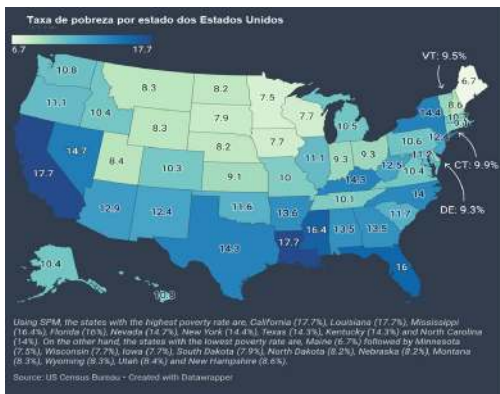 Taxa de pobreza por estado dos Estados Unidos
6.7 17.7
VT: 9.5%
10.8 8.3 8.2 7.5 6.7
11.1 10.4 7.9 7.7 10.5 14.4 8.6
8.3 7.7 10.6
14.7 8.4 8.2 11.1 9.3 9.3 CT: 9.9%
17.7 10.3 9.1 10 14.3 12.5 11.2 10.4
DE: 9.3%
12.9 12.4 11.6 13.6 10.1 14
11.7
14.3 17.7 16.4 13.5 13.5
10.4 16
Using SPM, the states with the highest poverty rate are, California (17.7%), Louisiana (17.7%), Mississippi
(16.4%), Florida (16%), Nevada (14.7%), New York (14.4%), Texas (14.3%), Kentucky (14.3%) and North Carolina
(14%). On the other hand, the states with the lowest poverty rate are, Maine (6.7%) followed by Minnesota
(7.5%), Wisconsin (7.7%), Iowa (7.7%), South Dakota (7.9%), North Dakota (8.2%), Nebraska (8.2%), Montana
(8.3%), Wyoming (8.3%), Utah (8.4%) and New Hampshire (8.6%).
Source: US Census Bureau • Created with Datawrapper